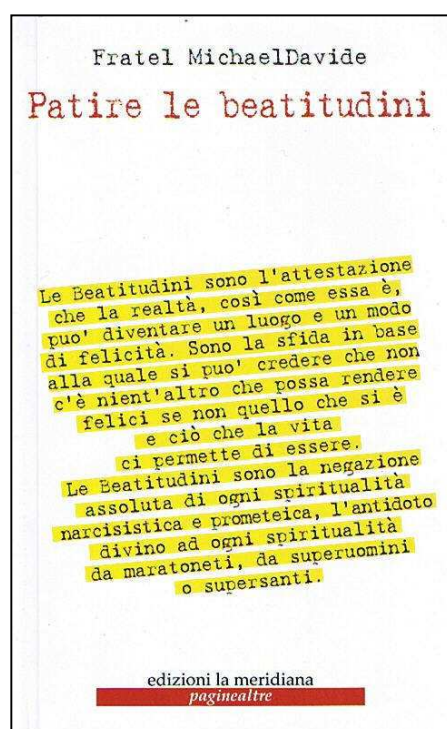 Fratel MichaelDavide
Patire le beatitudini
Le Beatitudini sono l'attestazione
che la realtà, così come essa è,
puo' diventare un luogo e un modo
di felicità. Sono la sfida in base
alla quale si puo' credere che non
c'è nient'altro che possa rendere
felici se non quello che si è
e ciò che la vita
ci permette di essere.
Le Beatitudini sono la negazione
assoluta di ogni spiritualità
narcisistica e prometeica, l'antidoto
divino ad ogni spiritualità
da maratoneti, da superuomini
o supersanti.
edizioni la meridiana
paginealtre